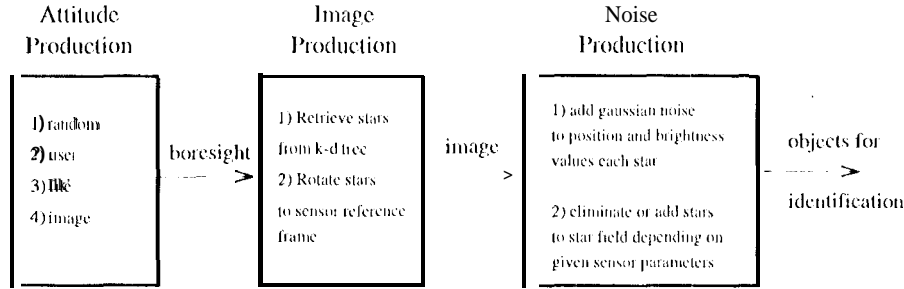 Attitude
Production
1) random
2) user
3)
4) image
boresight
Image
Production
1) Retrieve stars
from k-d tree
2) Rotate stars
to sensor reference
frame
image
Noise
Production
1) add gaussian noise
to position and brightness
values each star
2) eliminate or add stars
to star field depending on
given sensor parameters
objects for
identification